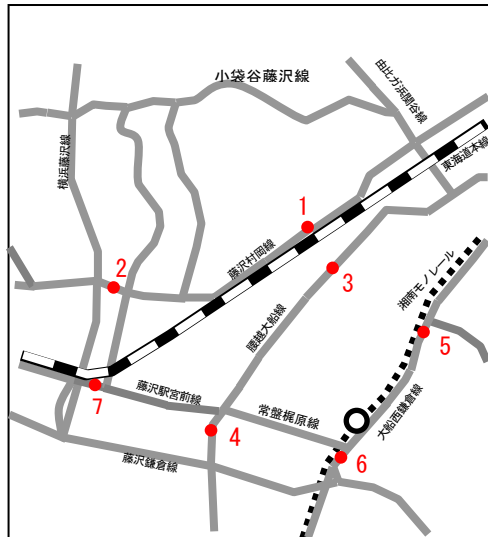 小袋谷藤沢線
由比ガ浜関谷線
東海道本線
横浜藤沢線
1
藤沢村岡線
2
3
湘南モノレール
腰越大船線
5
7
藤沢駅宮前線
常盤梶原線
大船西鎌倉線
4
藤沢鎌倉線
6